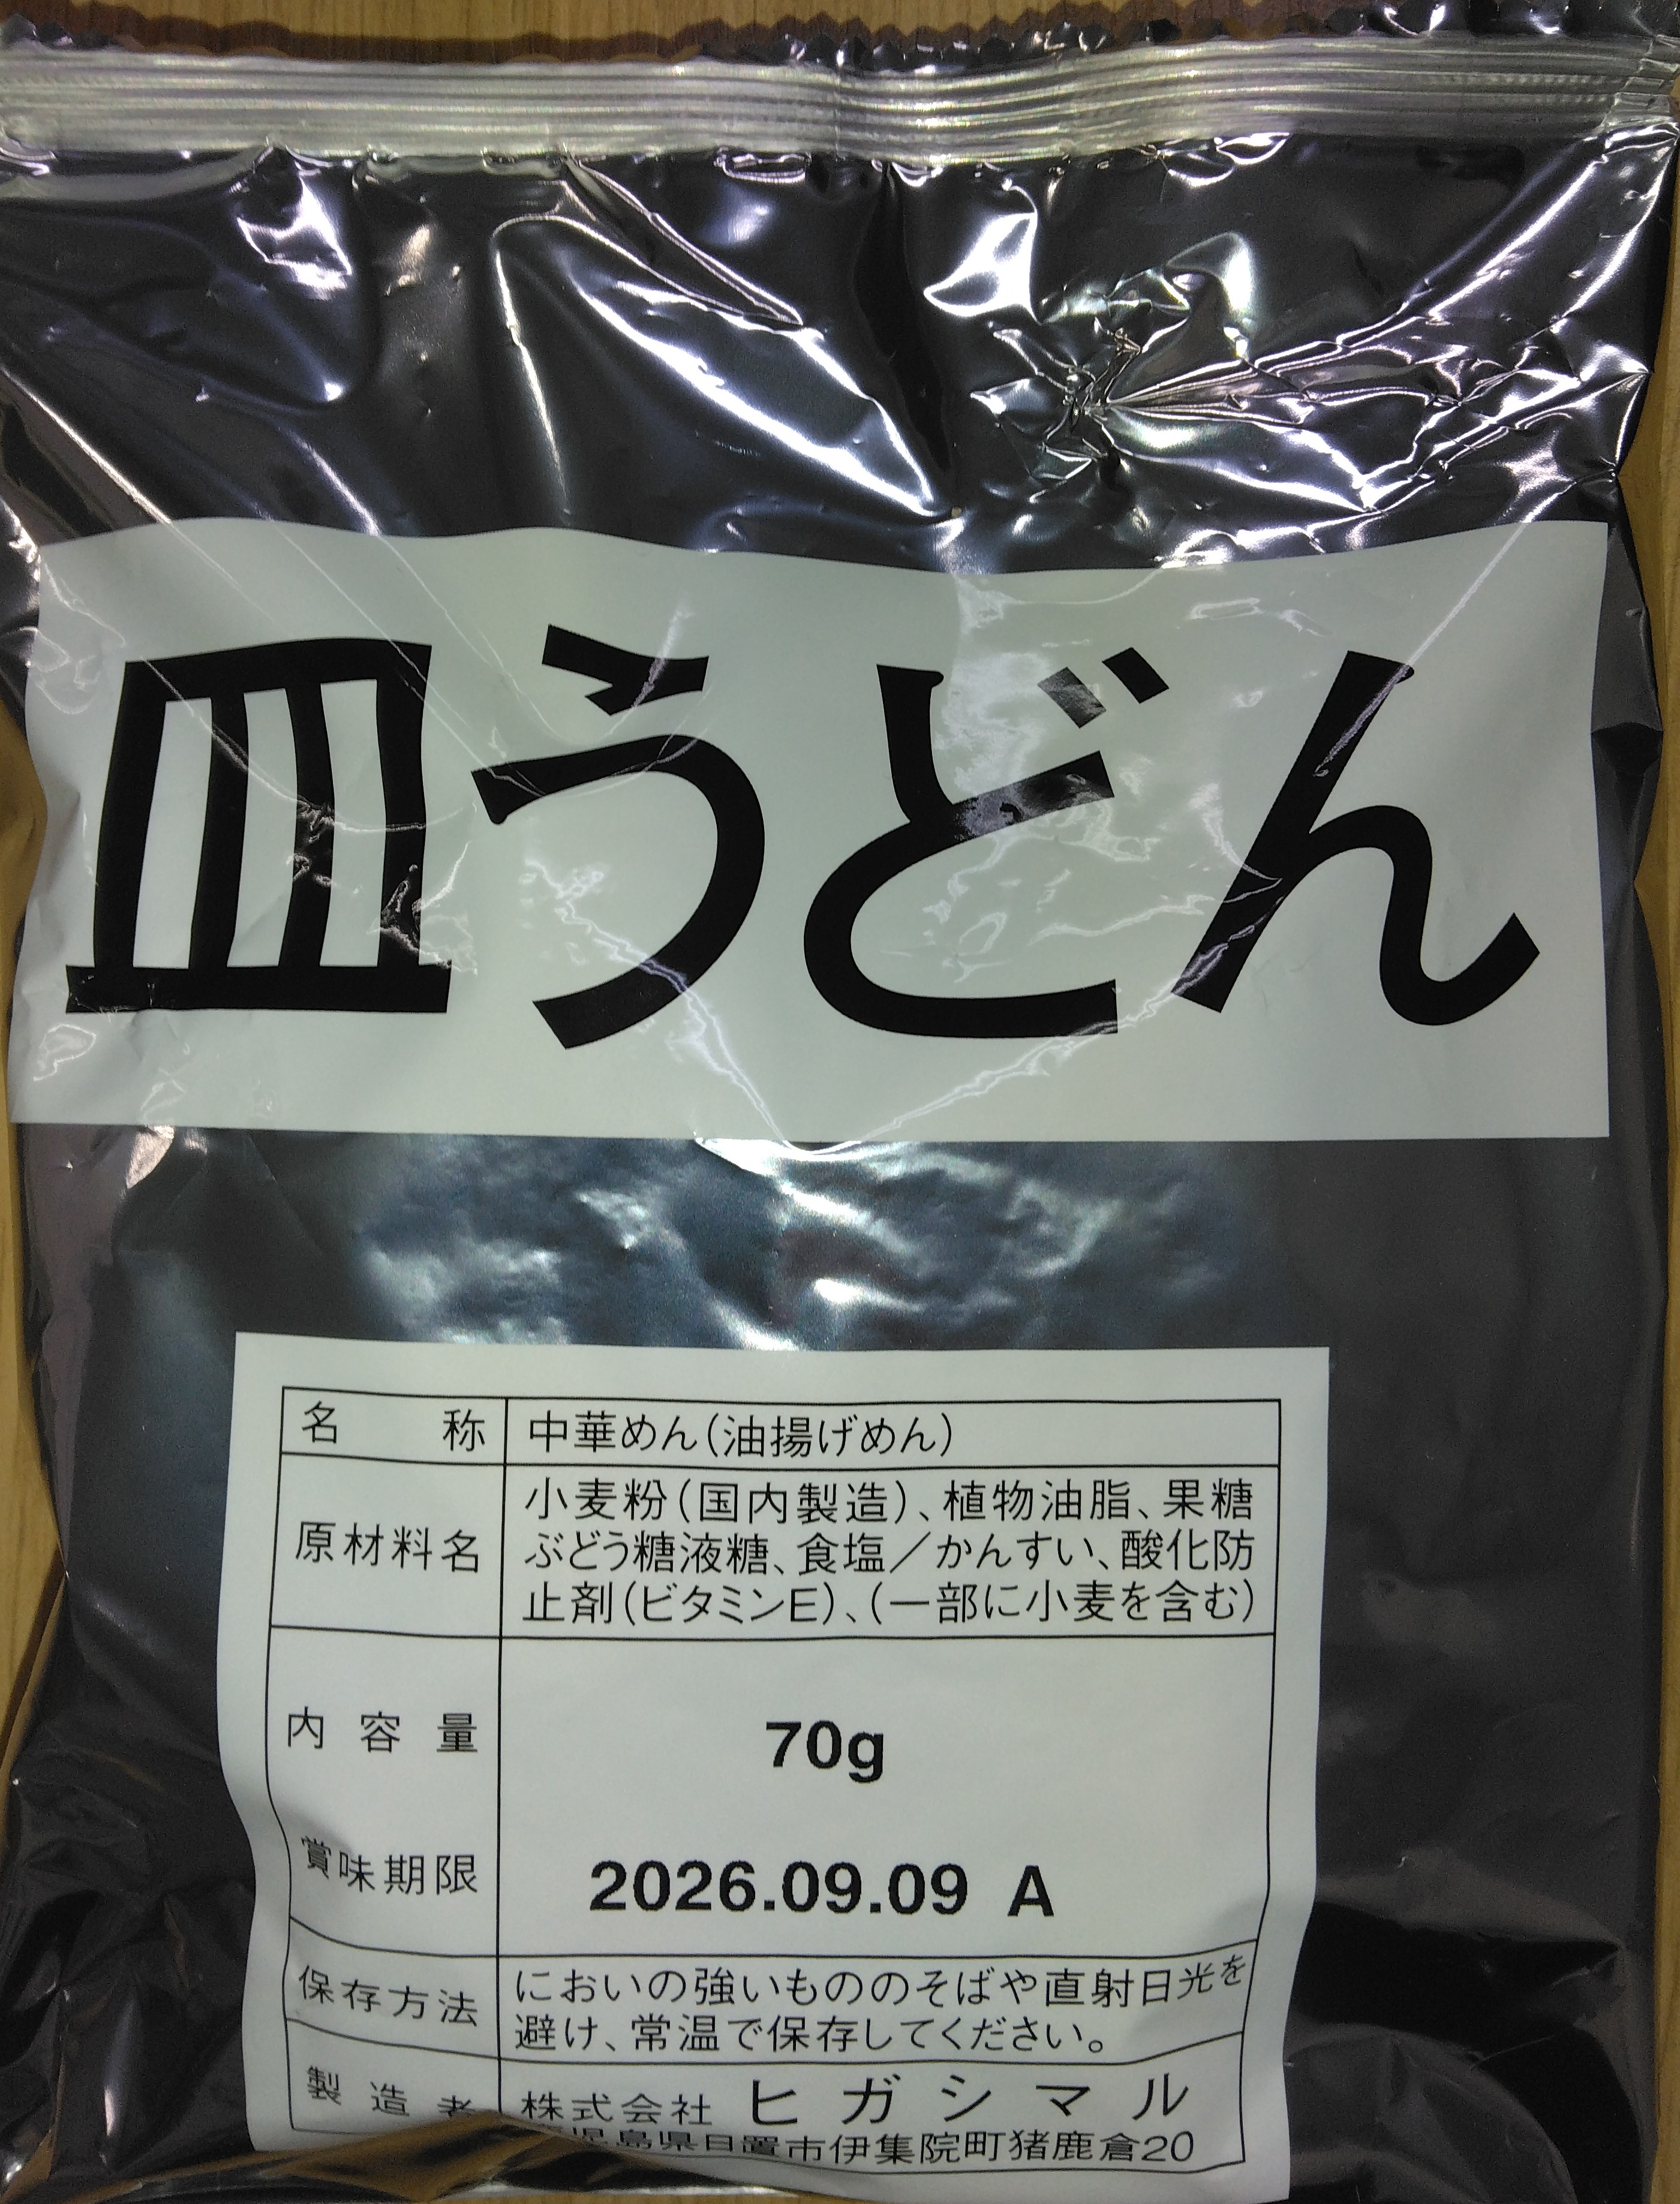 皿うどん
名称 中華めん(油揚げめん)
原材料名 小麦粉(国内製造)、植物油脂、果糖
ぶどう糖液糖、食塩／かんすい、酸化防
止剤(ビタミンE)、(一部に小麦を含む)
内容量 70g
賞味期限 2026.09.09 A
保存方法 においの強いもののそばや直射日光を
避け、常温で保存してください。
製造者 株式会社 ヒガシマル
児島県日置市伊集院町猪鹿倉20